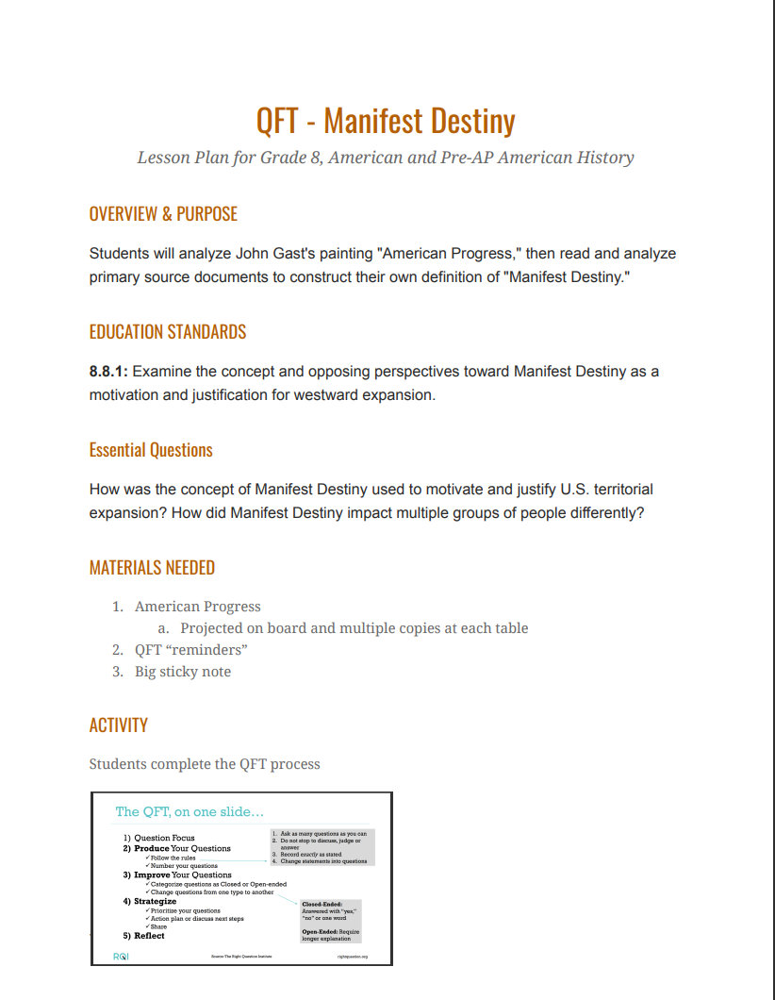 QFT - Manifest Destiny
Lesson Plan for Grade 8, American and Pre-AP American History
OVERVIEW & PURPOSE
Students will analyze John Gast's painting "American Progress," then read and analyze
primary source documents to construct their own definition of "Manifest Destiny."
EDUCATION STANDARDS
8.8.1: Examine the concept and opposing perspectives toward Manifest Destiny as a
motivation and justification for westward expansion.
Essential Questions
How was the concept of Manifest Destiny used to motivate and justify U.S. territorial
expansion? How did Manifest Destiny impact multiple groups of people differently?
MATERIALS NEEDED
1. American Progress
a. Projected on board and multiple copies at each table
2. QFT “reminders”
3. Big sticky note
ACTIVITY
Students complete the QFT process
The QFT, on one slide...
1) Question Focus
2) Produce Your Questions
✓Follow the rules
✓Number your questions
3) Improve Your Questions
✓Categorize questions as Closed or Open-ended
✓Change questions from one type to another
4) Strategize
✓Prioritize your questions
✓Action plan or discuss next steps
✓Share
5) Reflect
1. Ask as many questions as you can
2. Do not stop to discuss, judge or
answer
3. Record exactly as stated
4. Change statements into questions
Closed-Ended:
Answered with “yes,”
“no” or one word
Open-Ended: Require
longer explanation
RQI
Source: The Right Question Institute
rightquestion.org